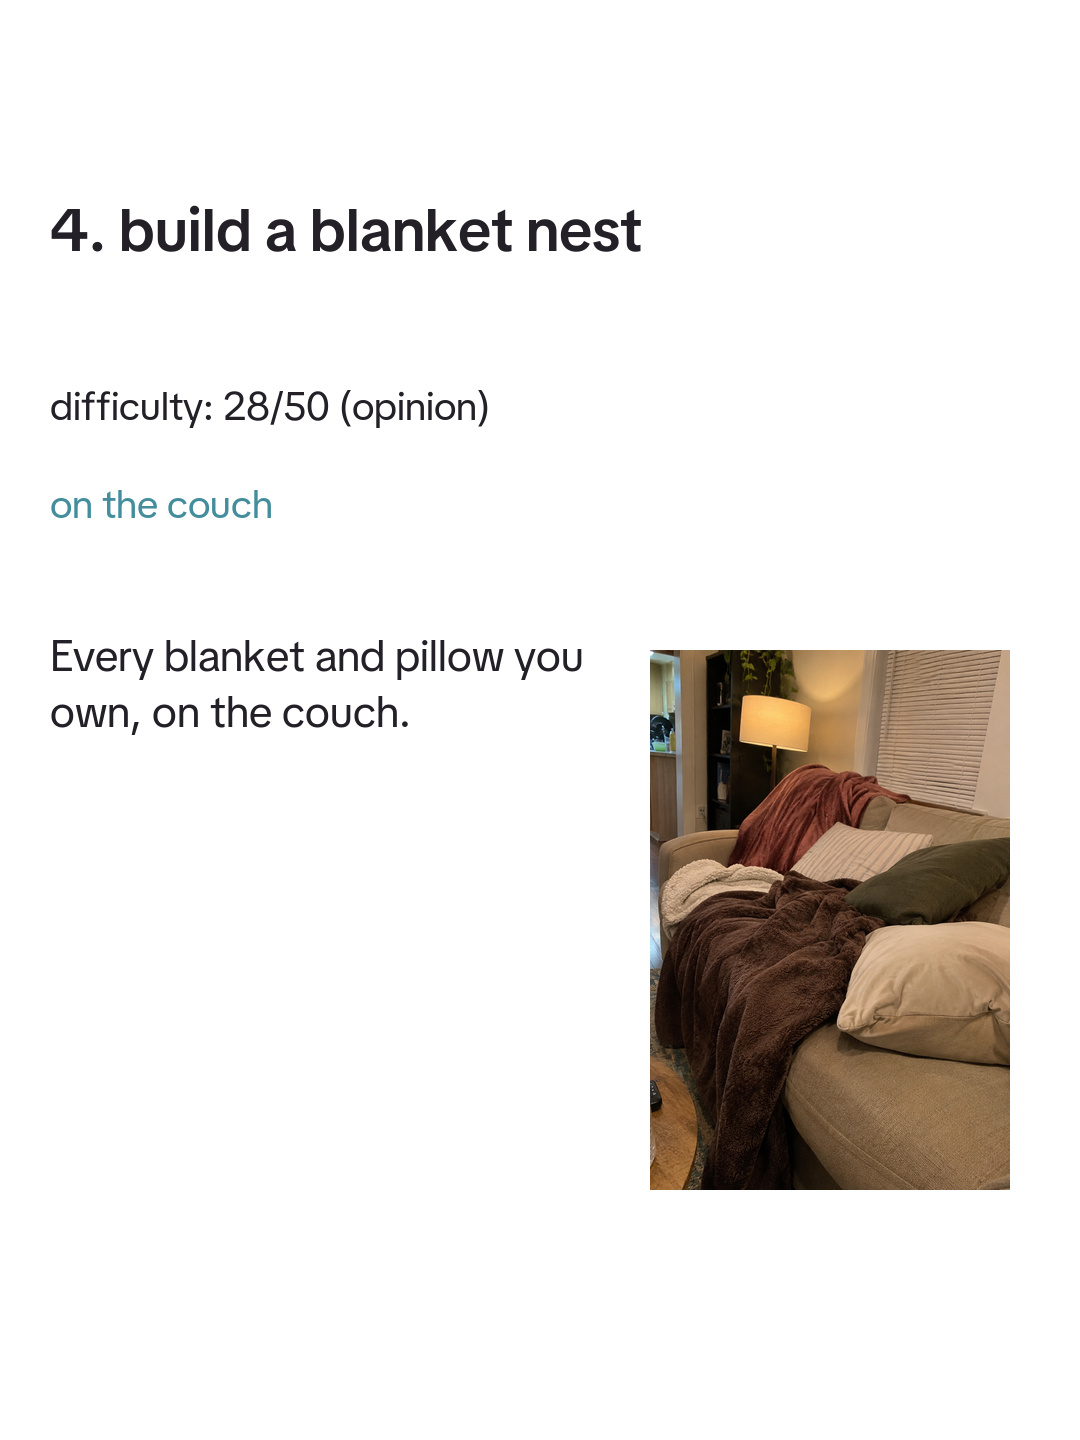 4. build a blanket nest
difficulty: 28/50 (opinion)
on the couch
Every blanket and pillow you
own, on the couch.